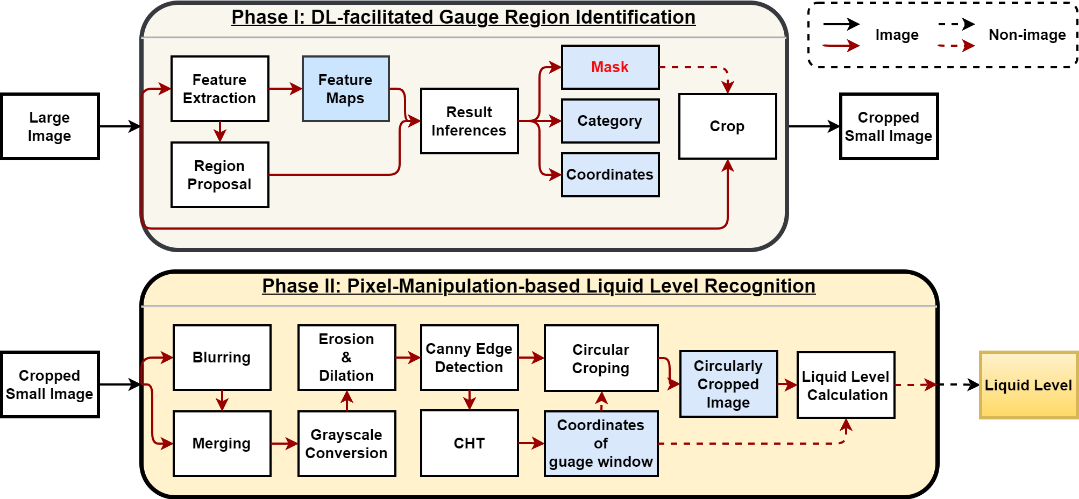 Phase I: DL-facilitated Gauge Region Identification
Image
Non-image
Large
Image
Feature
Extraction
Feature
Maps
Region
Proposal
Result
Inferences
Mask
Category
Coordinates
Crop
Cropped
Small Image
Phase II: Pixel-Manipulation-based Liquid Level Recognition
Cropped
Small Image
Blurring
Merging
Erosion
&
Dilation
Grayscale
Conversion
Canny Edge
Detection
CHT
Circular
Croping
Coordinates
of
guage window
Circularly
Cropped
Image
Liquid Level
Calculation
Liquid Level